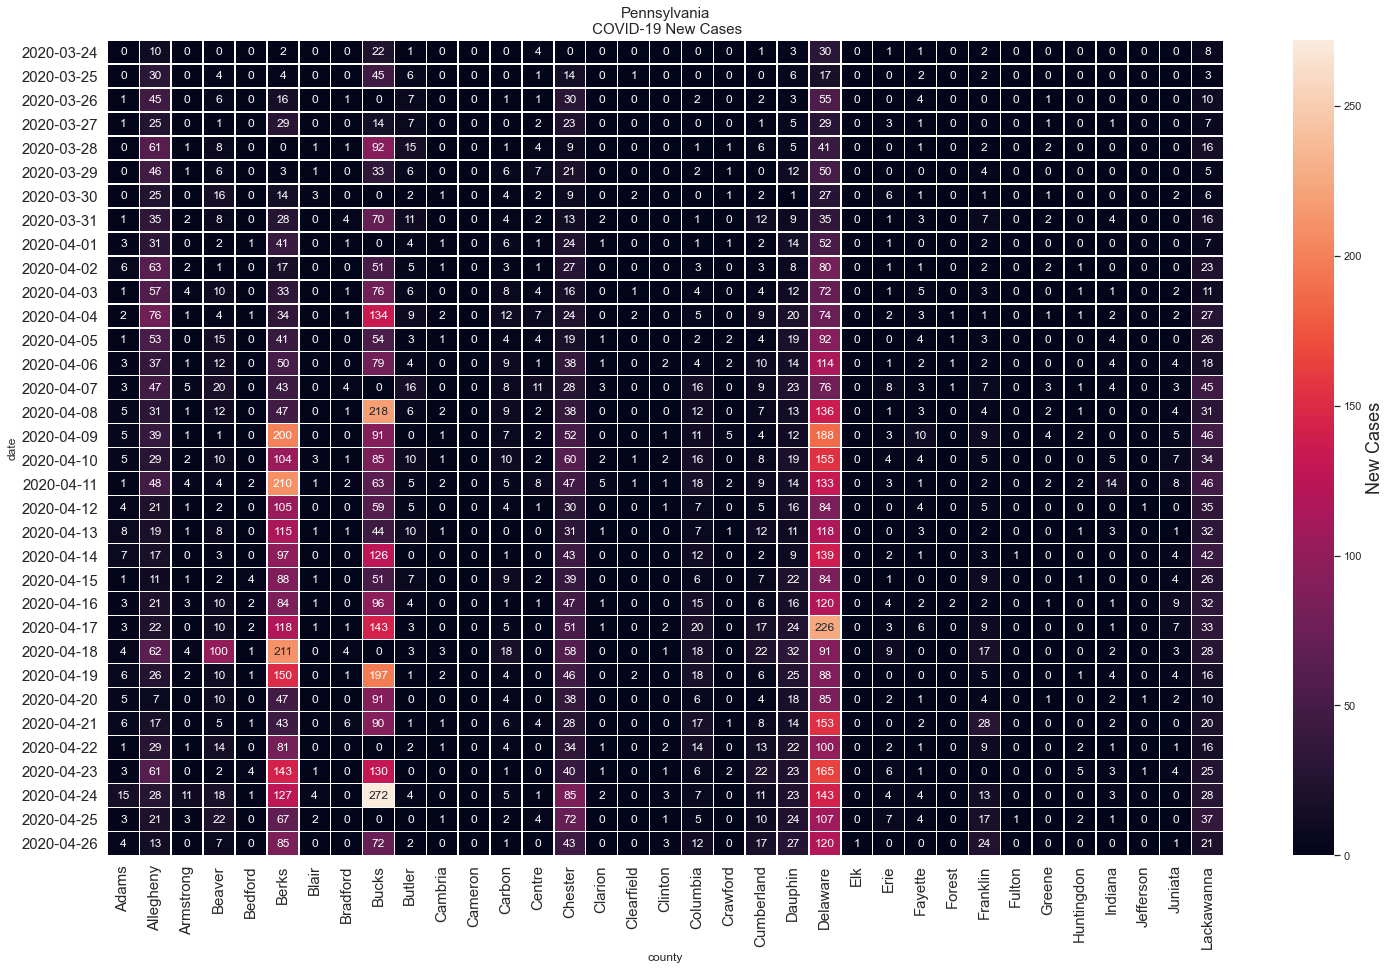 Pennsylvania
COVID-19 New Cases
2020-03-24 0 10 0 0 0 2 0 0 22 1 0 0 0 4 0 0 0 0 0 0 1 3 30 0 1 1 0 2 0 0 0 0 0 0 8
2020-03-25 0 30 0 4 0 4 0 0 45 6 0 0 0 1 14 0 1 0 0 0 0 6 17 0 0 2 0 2 0 0 0 0 0 0 3
2020-03-26 1 45 0 6 0 16 0 1 0 7 0 0 1 1 30 0 0 0 2 0 2 3 55 0 0 4 0 0 0 1 0 0 0 0 10
2020-03-27 1 25 0 1 0 29 0 0 14 7 0 0 0 2 23 0 0 0 0 0 1 5 29 0 3 1 0 0 0 1 0 1 0 0 7
2020-03-28 0 61 1 8 0 0 1 1 92 15 0 0 1 4 9 0 0 0 1 1 6 5 41 0 0 1 0 2 0 2 0 0 0 0 16
2020-03-29 0 46 1 6 0 3 1 0 33 6 0 0 6 7 21 0 0 0 2 1 0 12 50 0 0 0 0 4 0 0 0 0 0 0 5
2020-03-30 0 25 0 16 0 14 3 0 0 2 1 0 4 2 9 0 2 0 0 1 2 1 27 0 6 1 0 1 0 1 0 0 0 2 6
2020-03-31 1 35 2 8 0 28 0 4 70 11 0 0 4 2 13 2 0 0 1 0 12 9 35 0 1 3 0 7 0 2 0 4 0 0 16
2020-04-01 3 31 0 2 1 41 0 1 0 4 1 0 6 1 24 1 0 0 1 1 2 14 52 0 1 0 0 2 0 0 0 0 0 0 7
2020-04-02 6 63 2 1 0 17 0 0 51 5 1 0 3 1 27 0 0 0 3 0 3 8 80 0 1 1 0 2 0 2 1 0 0 0 23
2020-04-03 1 57 4 10 0 33 0 1 76 6 0 0 8 4 16 0 1 0 4 0 4 12 72 0 1 5 0 3 0 0 1 1 0 2 11
2020-04-04 2 76 1 4 1 34 0 1 134 9 2 0 12 7 24 0 2 0 5 0 9 20 74 0 2 3 1 1 0 1 1 2 0 2 27
2020-04-05 1 53 0 15 0 41 0 0 54 3 1 0 4 4 19 1 0 0 2 2 4 19 92 0 0 4 1 3 0 0 0 4 0 0 26
2020-04-06 3 37 1 12 0 50 0 0 79 4 0 0 9 1 38 1 0 2 4 2 10 14 114 0 1 2 1 2 0 0 0 4 0 4 18
2020-04-07 3 47 5 20 0 43 0 4 0 16 0 0 8 11 28 3 0 0 16 0 9 23 76 0 8 3 1 7 0 3 1 4 0 3 45
2020-04-08 5 31 1 12 0 47 0 1 218 6 2 0 9 2 38 0 0 0 12 0 7 13 136 0 1 3 0 4 0 2 1 0 0 4 31
2020-04-09 5 39 1 1 0 200 0 0 91 0 1 0 7 2 52 0 0 1 11 5 4 12 188 0 3 10 0 9 0 4 2 0 0 5 46
2020-04-10 5 29 2 10 0 104 3 1 85 10 1 0 10 2 60 2 1 2 16 0 8 19 155 0 4 4 0 5 0 0 0 5 0 7 34
2020-04-11 1 48 4 4 2 210 1 2 63 5 2 0 5 8 47 5 1 1 18 2 9 14 133 0 3 1 0 2 0 2 2 14 0 8 46
2020-04-12 4 21 1 2 0 105 0 0 59 5 0 0 4 1 30 0 0 1 7 0 5 16 84 0 0 4 0 5 0 0 0 0 1 0 35
2020-04-13 8 19 1 8 0 115 1 1 44 10 1 0 0 0 31 0 0 0 7 1 12 11 118 0 0 3 0 2 0 0 1 3 0 1 32
2020-04-14 7 17 0 3 0 97 0 0 126 0 0 0 1 0 43 0 0 0 12 0 2 9 139 0 2 1 0 3 1 0 0 0 0 4 42
2020-04-15 1 11 1 2 4 88 1 0 51 7 0 0 9 2 39 0 0 0 6 0 7 22 84 0 1 0 0 9 0 0 1 0 0 4 26
2020-04-16 3 21 3 10 2 84 1 0 96 4 0 0 1 1 47 1 0 0 15 0 6 16 120 0 4 2 2 2 0 1 0 1 0 9 32
2020-04-17 3 22 0 10 2 118 1 1 143 3 0 0 5 0 51 1 0 2 20 0 17 24 226 0 3 6 0 9 0 0 0 1 0 7 33
2020-04-18 4 62 4 100 1 211 0 4 0 3 3 0 18 0 58 0 0 1 18 0 22 32 91 0 9 0 0 17 0 0 0 2 0 3 28
2020-04-19 6 26 2 10 1 150 0 1 197 1 2 0 4 0 46 0 2 0 18 0 6 25 88 0 0 0 0 5 0 0 1 4 0 4 16
2020-04-20 5 7 0 10 0 47 0 0 91 0 0 0 4 0 38 0 0 0 6 0 4 18 85 0 2 1 0 4 0 1 0 2 1 2 10
2020-04-21 6 17 0 5 1 43 0 6 90 1 1 0 6 4 28 0 0 0 17 1 8 14 153 0 0 2 0 28 0 0 0 2 0 0 20
2020-04-22 1 29 1 14 0 81 0 0 0 2 1 0 4 0 34 1 0 2 14 0 13 22 100 0 2 1 0 9 0 0 2 1 0 1 16
2020-04-23 3 61 0 2 4 143 1 0 130 0 0 0 1 0 40 1 0 1 6 2 22 23 165 0 6 1 0 0 0 0 5 3 1 4 25
2020-04-24 15 28 11 18 1 127 4 0 272 4 0 0 5 1 85 2 0 3 7 0 11 23 143 0 4 4 0 13 0 0 0 3 0 0 28
2020-04-25 3 21 3 22 0 67 2 0 0 0 1 0 2 4 72 0 0 1 5 0 10 24 107 0 7 4 0 17 1 0 2 1 0 0 37
2020-04-26 4 13 0 7 0 85 0 0 72 2 0 0 1 0 43 0 0 3 12 0 17 27 120 1 0 0 0 24 0 0 0 0 0 1 21
date
Adams Allegheny Armstrong Beaver Bedford Berks Blair Bradford Bucks Butler Cambria Cameron Carbon Centre Chester Clarion Clearfield Clinton Columbia Crawford Cumberland Dauphin Delaware Elk Erie Fayette Forest Franklin Fulton Greene Huntingdon Indiana Jefferson Juniata Lackawanna
county
250
200
150
100
50
0
New Cases